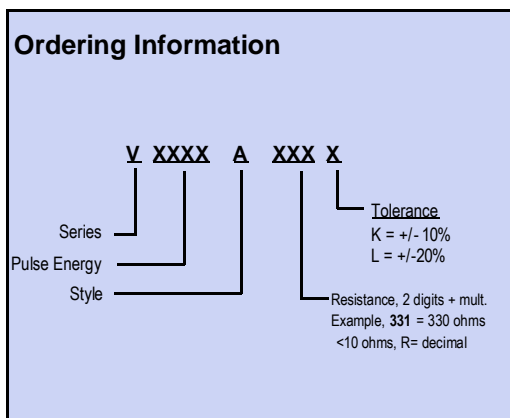 Ordering Information
V XXXX A XXX X
Tolerance
K = +/- 10%
L = +/-20%
Series
Pulse Energy
Style
Resistance, 2 digits + mult.
Example, 331 = 330 ohms
<10 ohms, R= decimal